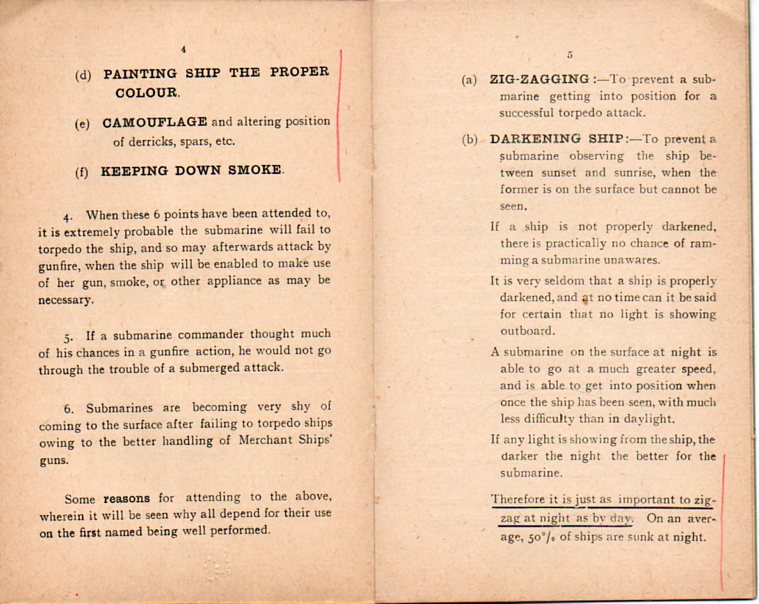 4
(d) PAINTING SHIP THE PROPER
COLOUR.
(e) CAMOUFLAGE and altering position
of derricks, spars, etc.
(f) KEEPING DOWN SMOKE.
4. When these 6 points have been attended to,
it is extremely probable the submarine will fail to
torpedo the ship, and so may afterwards attack by
gunfire, when the ship will be enabled to make use
of her gun, smoke, or other appliance as may be
necessary.
5. If a submarine commander thought much
of his chances in a gunfire action, he would not go
through the trouble of a submerged attack.
6. Submarines are becoming very shy of
coming to the surface after failing to torpedo ships
owing to the better handling of Merchant Ships'
guns.
Some reasons for attending to the above,
wherein it will be seen why all depend for their use
on the first named being well performed.
5
(a) ZIG-ZAGGING :—To prevent a sub-
marine getting into position for a
successful torpedo attack.
(b) DARKENING SHIP:—To prevent a
submarine observing the ship be-
tween sunset and sunrise, when the
former is on the surface but cannot be
seen.
If a ship is not properly darkened,
there is practically no chance of ram-
ming a submarine unawares.
It is very seldom that a ship is properly
darkened, and at no time can it be said
for certain that no light is showing
outboard.
A submarine on the surface at night is
able to go at a much greater speed,
and is able to get into position when
once the ship has been seen, with much
less difficulty than in daylight.
If any light is showing from the ship, the
darker the night the better for the
submarine.
Therefore it is just as important to zig-
zag at night as by day. On an aver-
age, 50% of ships are sunk at night.